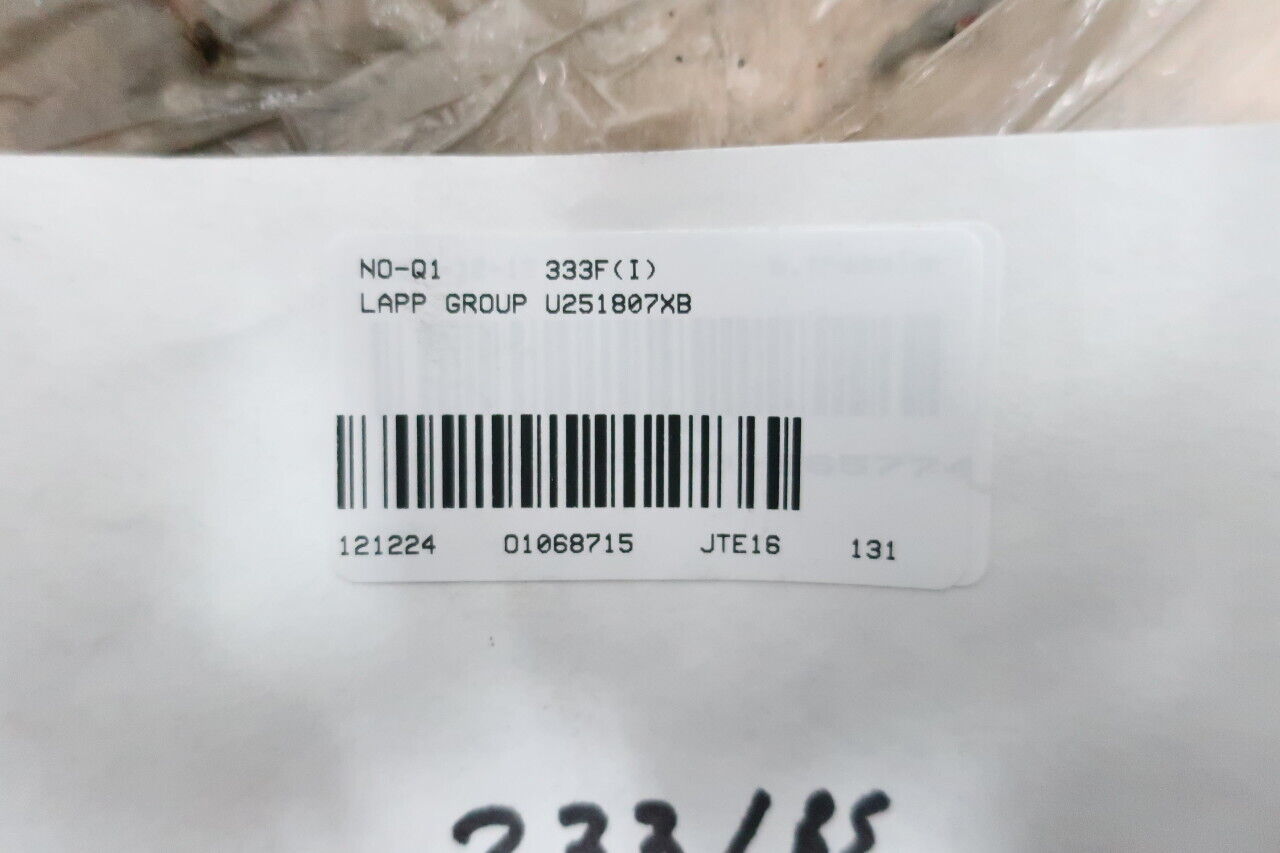 NO-Q1 333F(I)
LAPP GROUP U251807XB
121224 01068715 JTE16 131